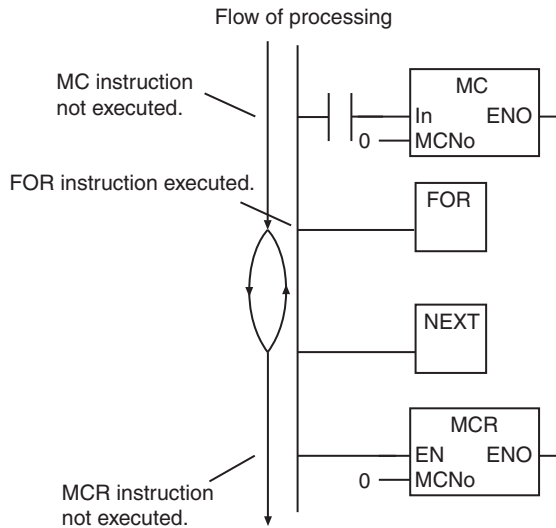 Flow of processing
MC instruction
not executed.
MC
In ENO
0 MCNo
FOR instruction executed.
FOR
NEXT
MCR
EN ENO
0 MCNo
MCR instruction
not executed.